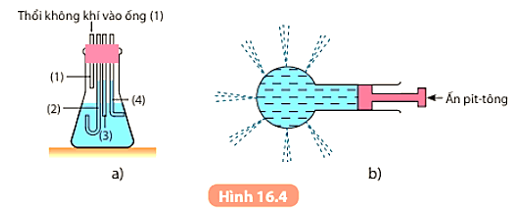 Thổi không khí vào ống (1)
(1)
(2)
(4)
(3)
Ấn pit-tông
a)
b)
Hình 16.4